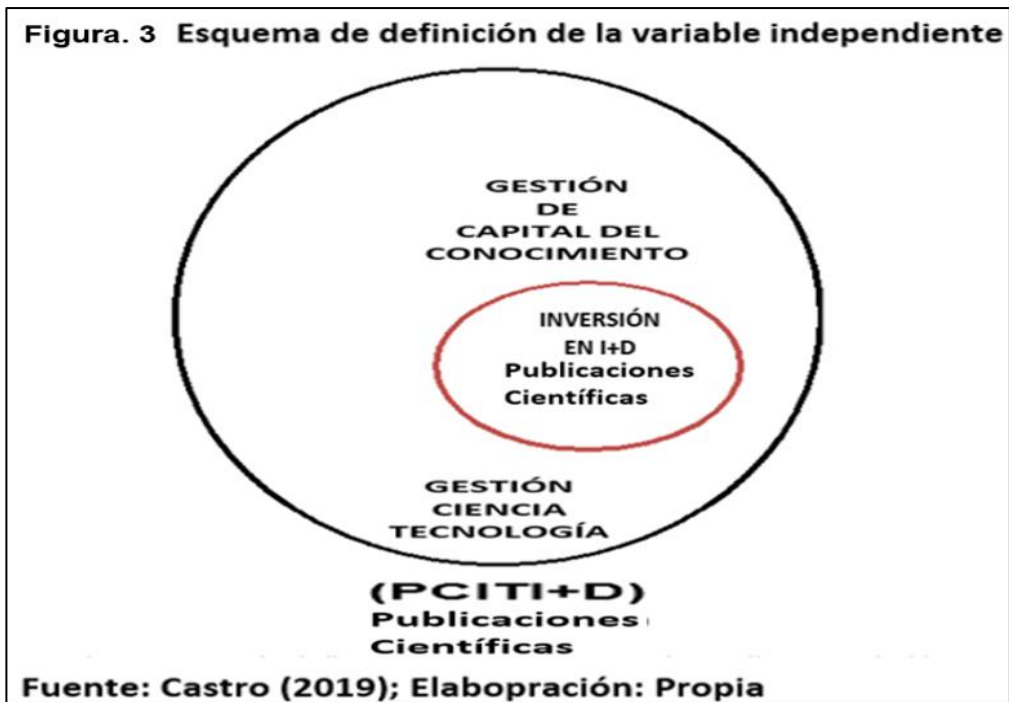 Figura. 3 Esquema de definición de la variable independiente
GESTIÓN
DE
CAPITAL DEL
CONOCIMIENTO
INVERSIÓN
EN I+D
Publicaciones
Científicas
GESTIÓN
CIENCIA
TECNOLOGÍA
(PCITI+D)
Publicaciones
Científicas
Fuente: Castro (2019); Elabopración: Propia